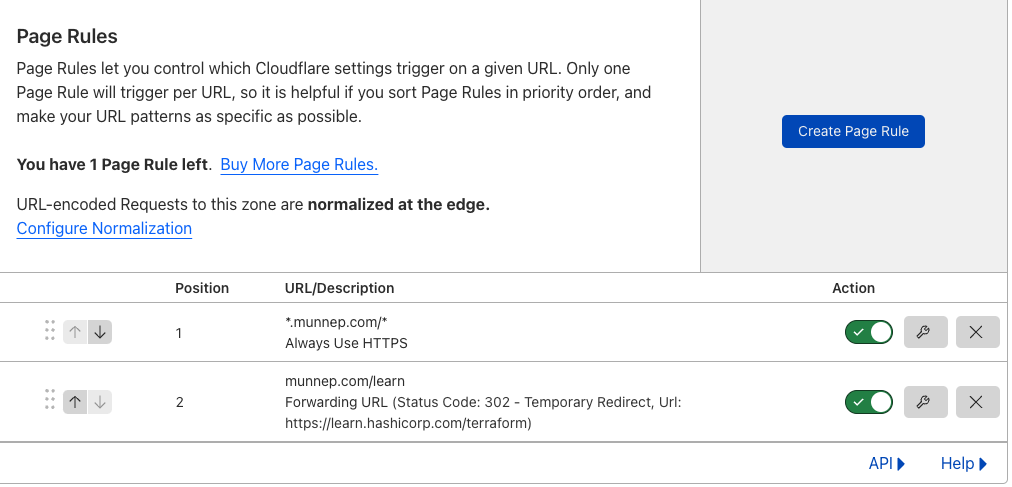 Page Rules
Page Rules let you control which Cloudflare settings trigger on a given URL. Only one
Page Rule will trigger per URL, so it is helpful if you sort Page Rules in priority order, and
make your URL patterns as specific as possible.
You have 1 Page Rule left. Buy More Page Rules.
URL-encoded Requests to this zone are normalized at the edge.
Configure Normalization
Create Page Rule
Position URL/Description Action
1
*.munnep.com/*
Always Use HTTPS
2
munnep.com/learn
Forwarding URL (Status Code: 302 - Temporary Redirect, Url:
https://learn.hashicorp.com/terraform)
API Help